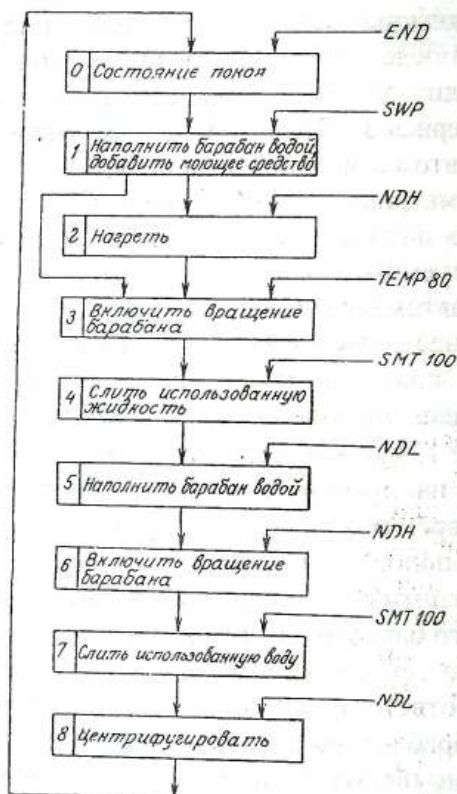 END
0 Состояние покоя
SWP
1 Наполнить барабан водой,
добавить моющее средство
NDH
2 Нагреть
TEMP 80
3 Включить вращение
барабана
SMT 100
4 Слить использованную
жидкость
NDL
5 Наполнить барабан водой
NDH
6 Включить вращение
барабана
SMT 100
7 Слить использованную воду
NDL
8 Центрифугировать